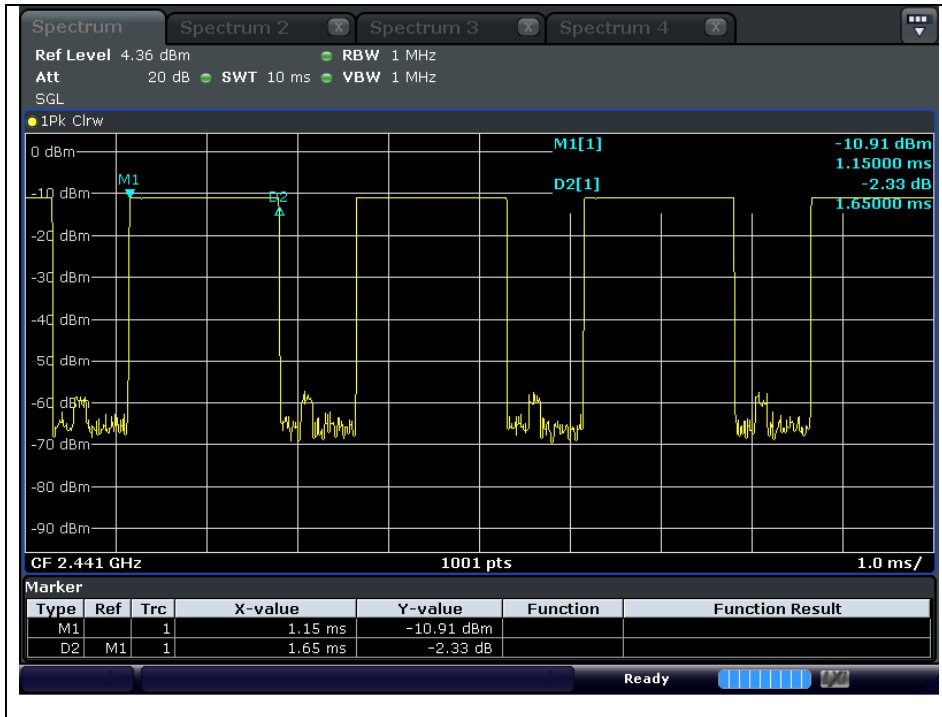 Spectrum Spectrum 2 X Spectrum 3 X Spectrum 4 X
Ref Level 4.36 dBm RBW 1 MHz
Att 20 dB SWT 10 ms VBW 1 MHz
SGL
1Pk Clrw
M1[1] -10.91 dBm
1.15000 ms
D2[1] -2.33 dB
1.65000 ms
0 dBm
M1
D2
-10 dBm
-20 dBm
-30 dBm
-40 dBm
-50 dBm
-60 dBm
-70 dBm
-80 dBm
-90 dBm
CF 2.441 GHz 1001 pts 1.0 ms/
Marker
Type Ref Trc X-value Y-value Function Function Result
M1 1 1.15 ms -10.91 dBm
D2 M1 1 1.65 ms -2.33 dB
Ready